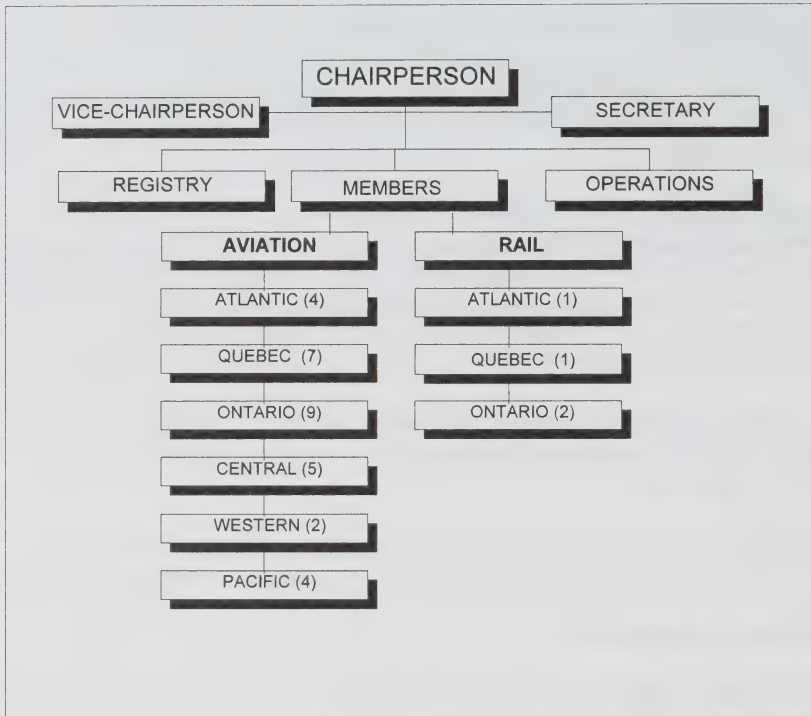 CHAIRPERSON
VICE-CHAIRPERSON SECRETARY
REGISTRY MEMBERS OPERATIONS
AVIATION RAIL
ATLANTIC (4) ATLANTIC (1)
QUEBEC (7) QUEBEC (1)
ONTARIO (9) ONTARIO (2)
CENTRAL (5)
WESTERN (2)
PACIFIC (4)